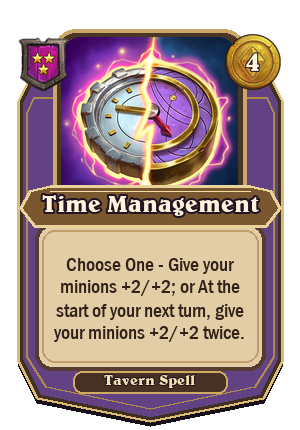 4
Time Management
Choose One - Give your
minions +2/+2; or At the
start of your next turn, give
your minions +2/+2 twice.
Tavern Spell